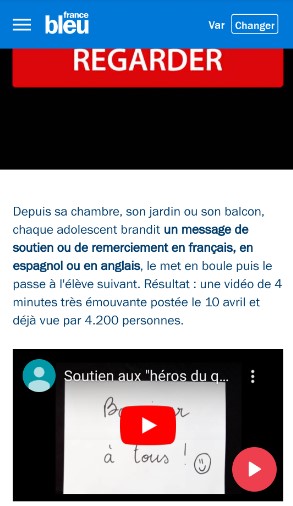 france
bleu
Var
Changer
REGARDER
Depuis sa chambre, son jardin ou son balcon,
chaque adolescent brandit un message de
soutien ou de remerciement en français, en
espagnol ou en anglais, le met en boule puis le
passe à l'élève suivant. Résultat : une vidéo de 4
minutes très émouvante postée le 10 avril et
déjà vue par 4.200 personnes.
Soutien aux "héros du q...
Bonjour
à tous !